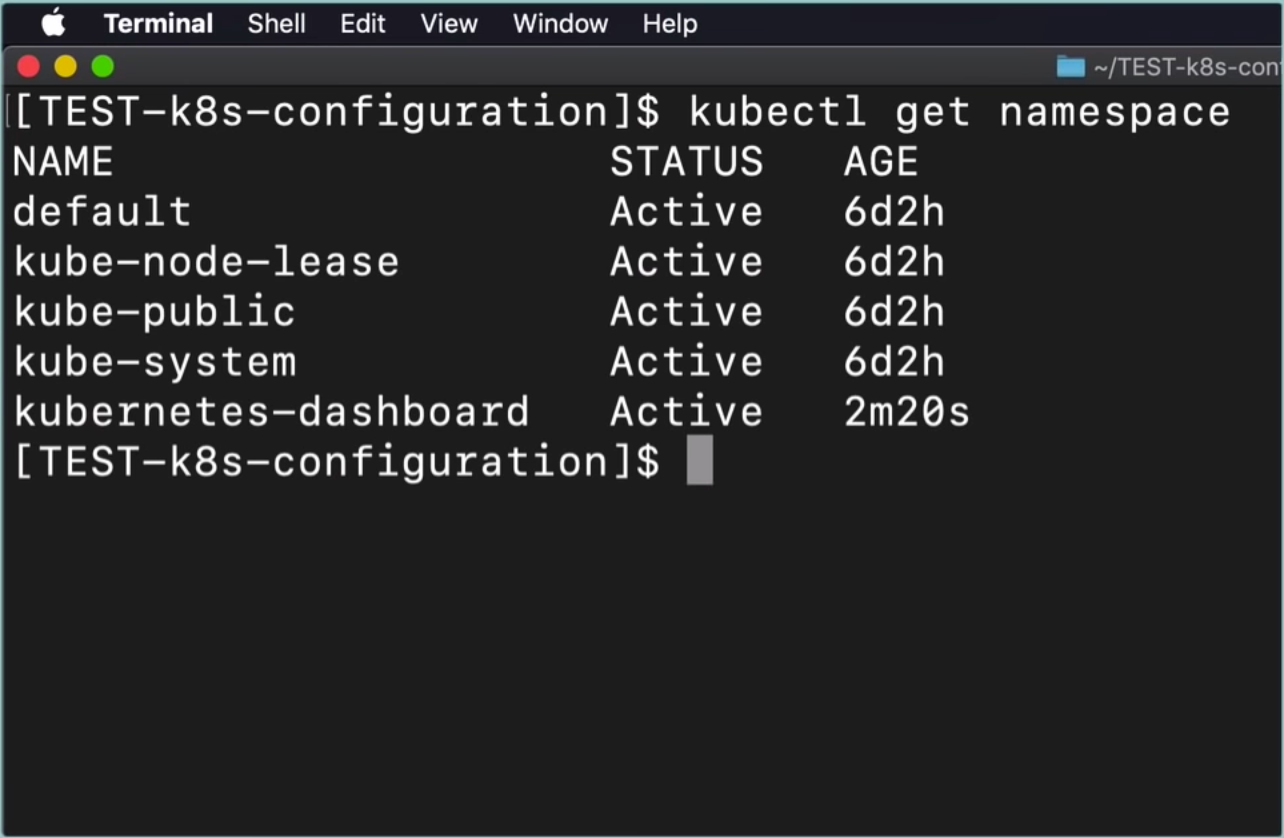 Terminal Shell Edit View Window Help
~/TEST-k8s-con
[[TEST-k8s-configuration]$ kubectl get namespace
NAME STATUS AGE
default Active 6d2h
kube-node-lease Active 6d2h
kube-public Active 6d2h
kube-system Active 6d2h
kubernetes-dashboard Active 2m20s
[TEST-k8s-configuration]$